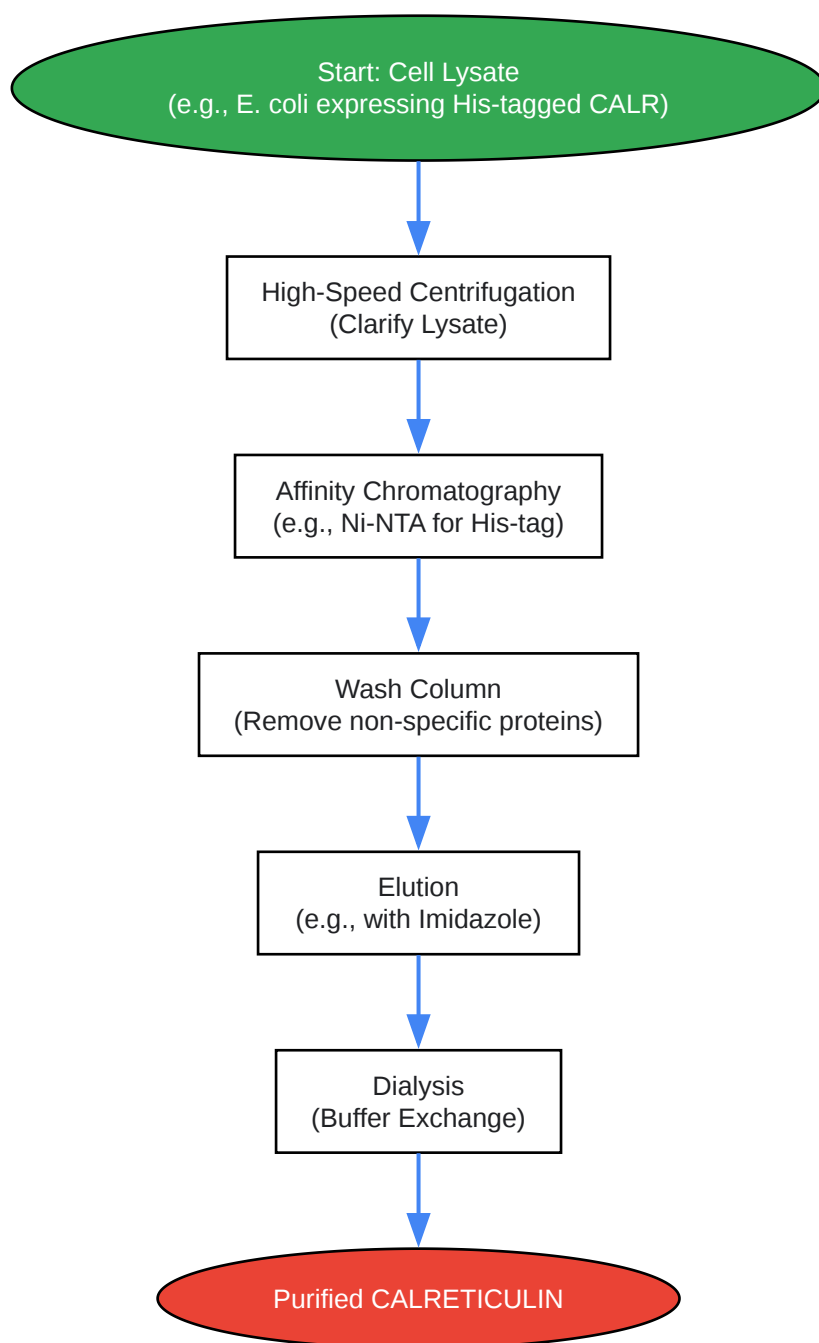 Start: Cell Lysate
(e.g., E. coli expressing His-tagged CALR)
High-Speed Centrifugation
(Clarify Lysate)
Affinity Chromatography
(e.g., Ni-NTA for His-tag)
Wash Column
(Remove non-specific proteins)
Elution
(e.g., with Imidazole)
Dialysis
(Buffer Exchange)
Purified CALRETICULIN